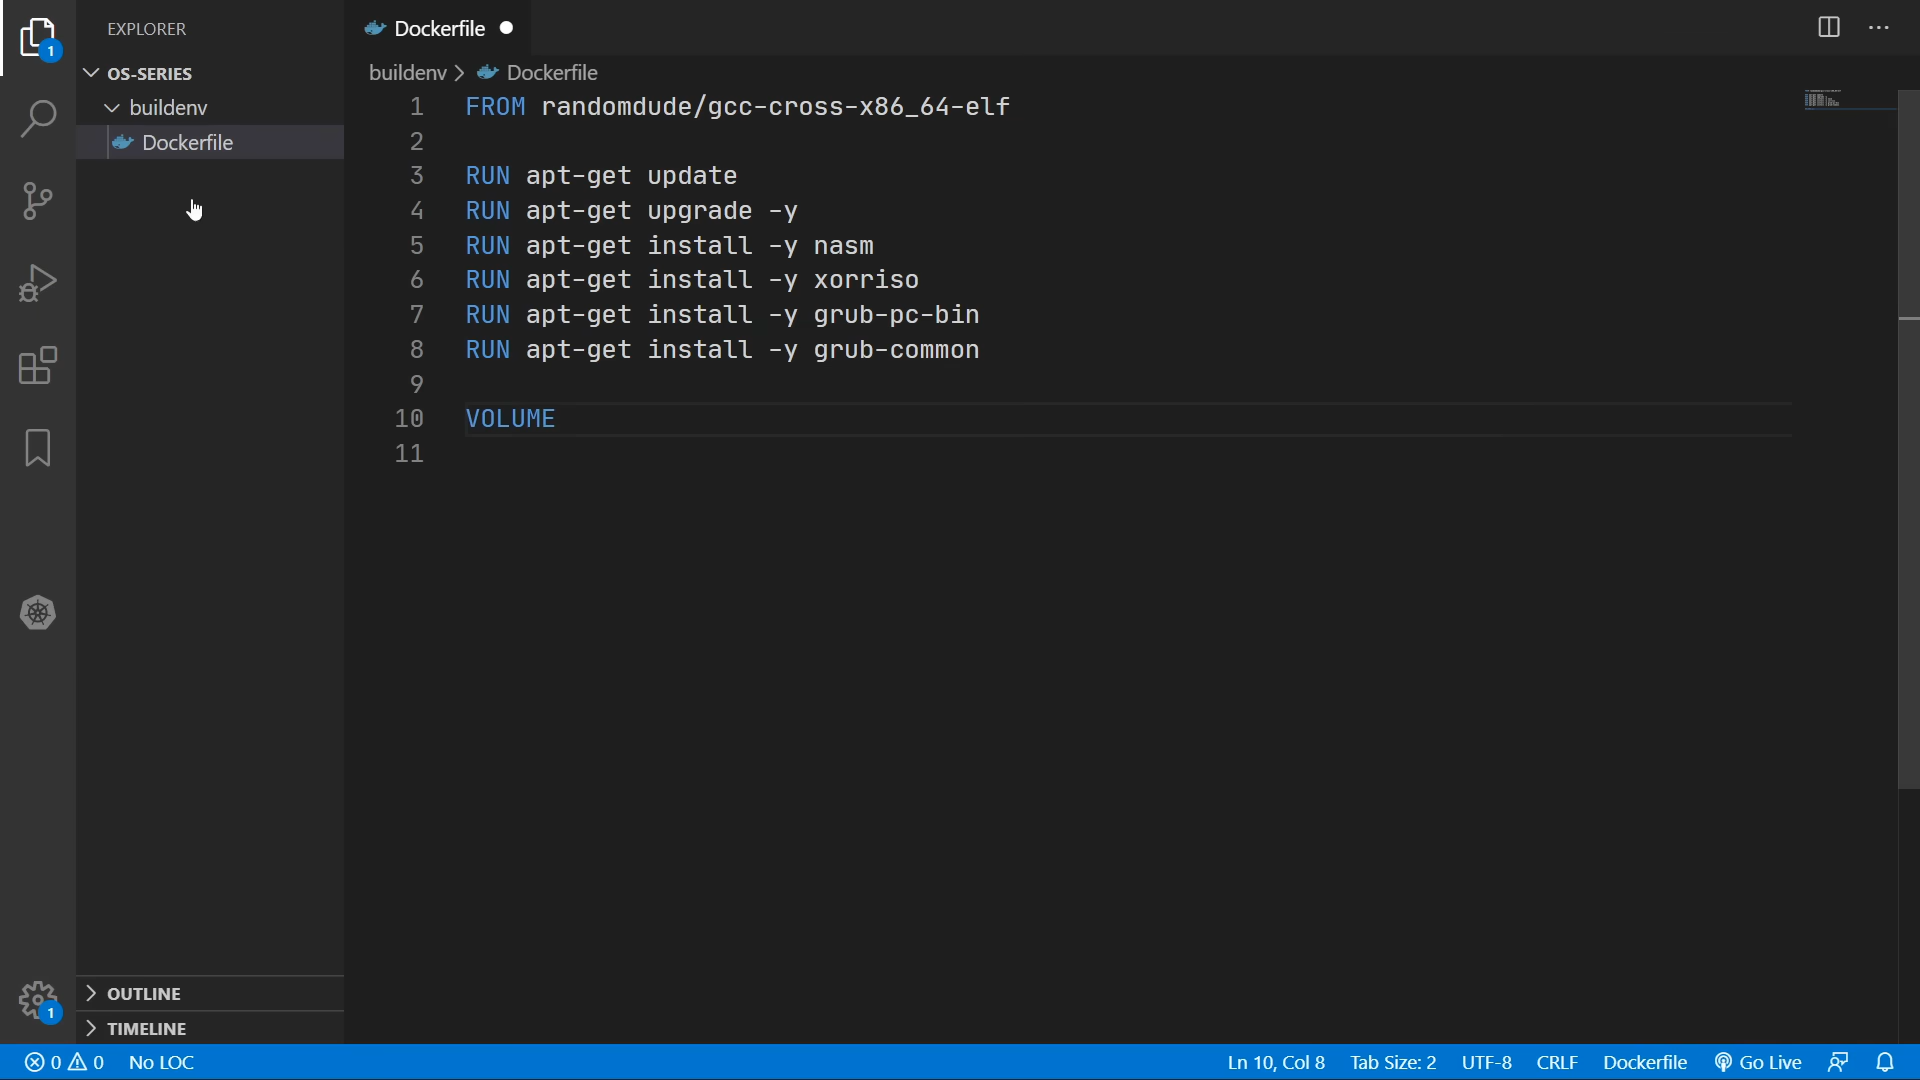 EXPLORER
OS-SERIES
buildenv
Dockerfile
OUTLINE
TIMELINE
Dockerfile
buildenv > Dockerfile
1 FROM randomdude/gcc-cross-x86_64-elf
2
3 RUN apt-get update
4 RUN apt-get upgrade -y
5 RUN apt-get install -y nasm
6 RUN apt-get install -y xorriso
7 RUN apt-get install -y grub-pc-bin
8 RUN apt-get install -y grub-common
9
10 VOLUME
11
1
1
0 0 No LOC Ln 10, Col 8 Tab Size: 2 UTF-8 CRLF Dockerfile Go Live